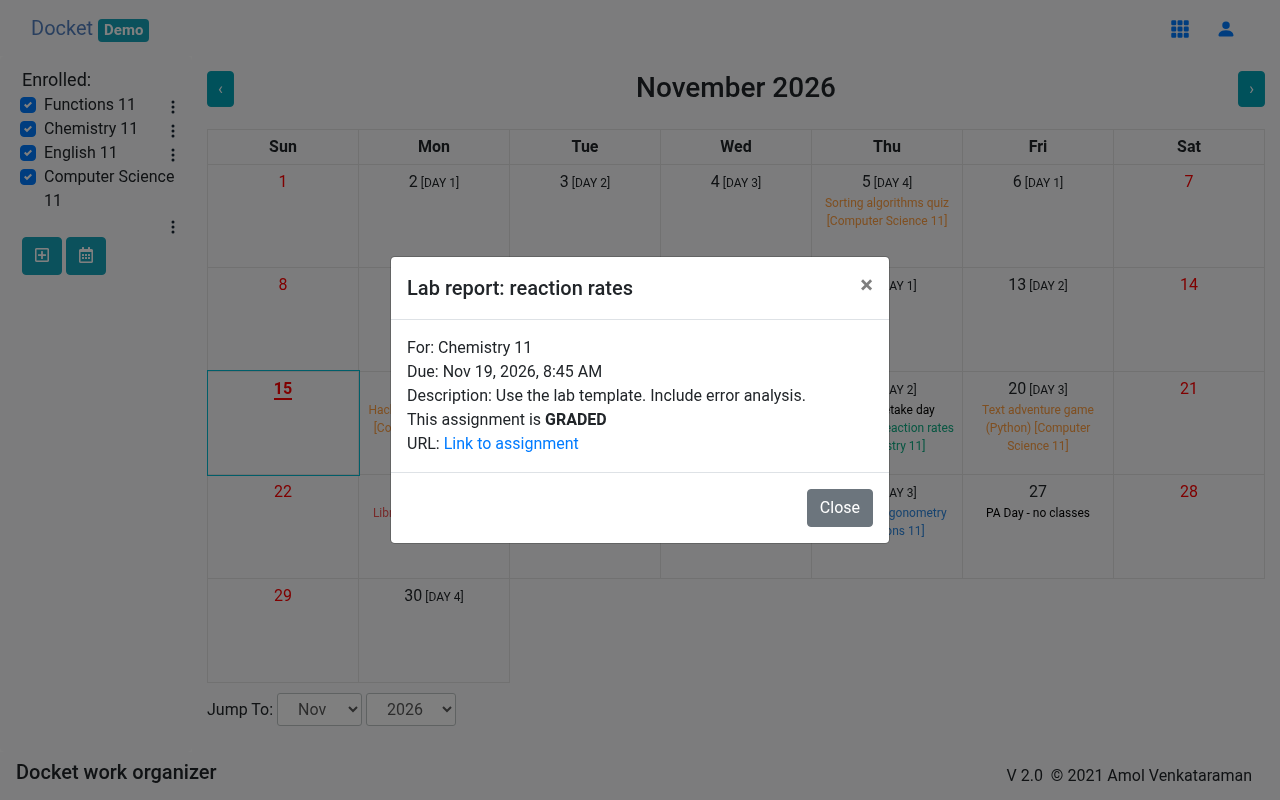 Docket Demo
Enrolled:
Functions 11
Chemistry 11
English 11
Computer Science
11
‹
November 2026
›
Sun Mon Tue Wed Thu Fri Sat
1 2 [DAY 1] 3 [DAY 2] 4 [DAY 3] 5 [DAY 4] 6 [DAY 1] 7
Sorting algorithms quiz
[Computer Science 11]
8 13 [DAY 2] 14
15 20 [DAY 3] 21
Text adventure game
(Python) [Computer
Science 11]
22 27 28
PA Day - no classes
29 30 [DAY 4]
Lab report: reaction rates
×
For: Chemistry 11
Due: Nov 19, 2026, 8:45 AM
Description: Use the lab template. Include error analysis.
This assignment is GRADED
URL: Link to assignment
Close
Jump To: Nov 2026
Docket work organizer
V 2.0 © 2021 Amol Venkataraman